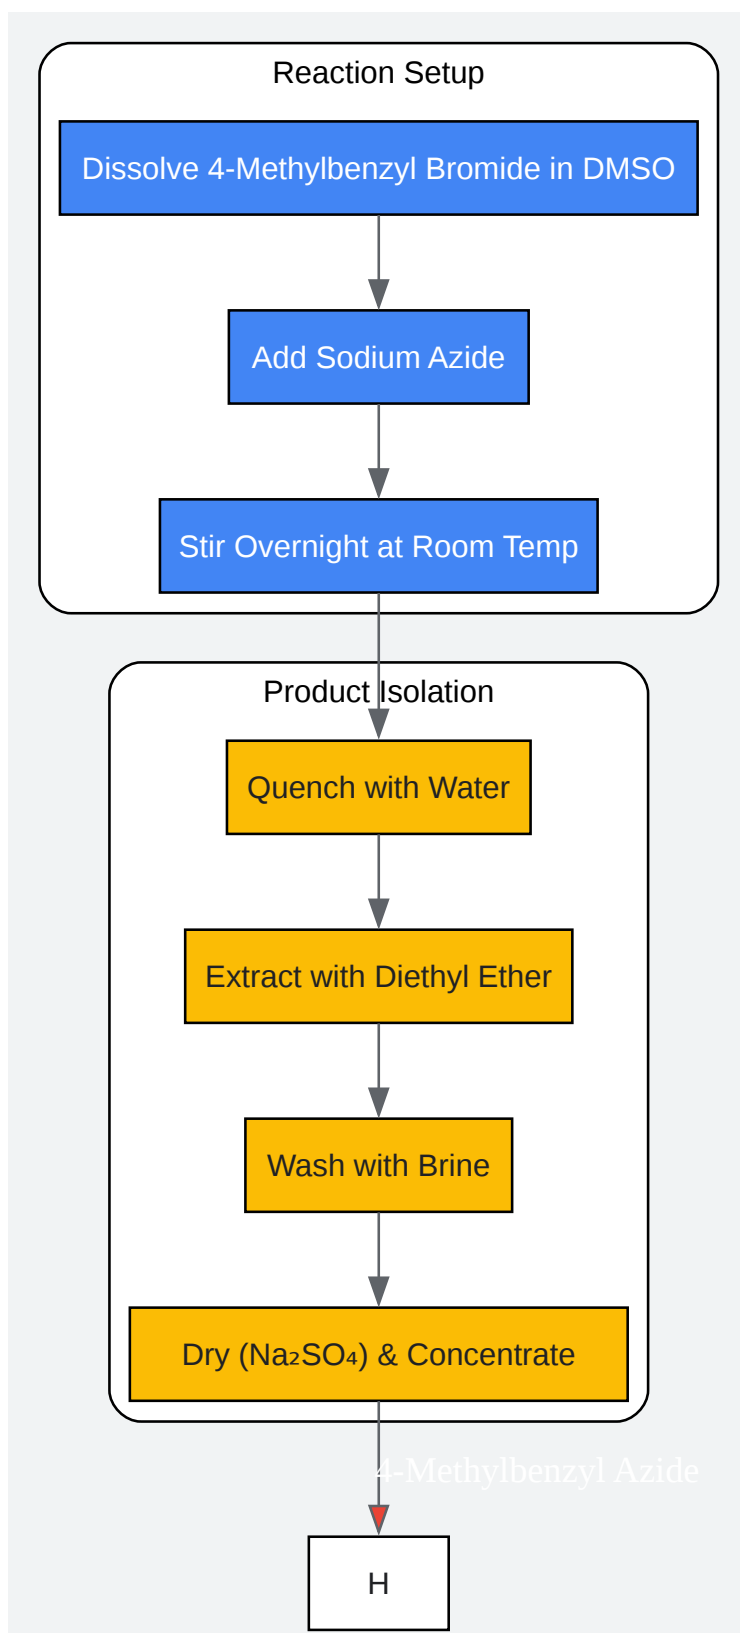 Reaction Setup
Dissolve 4-Methylbenzyl Bromide in DMSO
Add Sodium Azide
Stir Overnight at Room Temp
Product Isolation
Quench with Water
Extract with Diethyl Ether
Wash with Brine
Dry (Na₂SO₄) & Concentrate
4-Methylbenzyl Azide
H